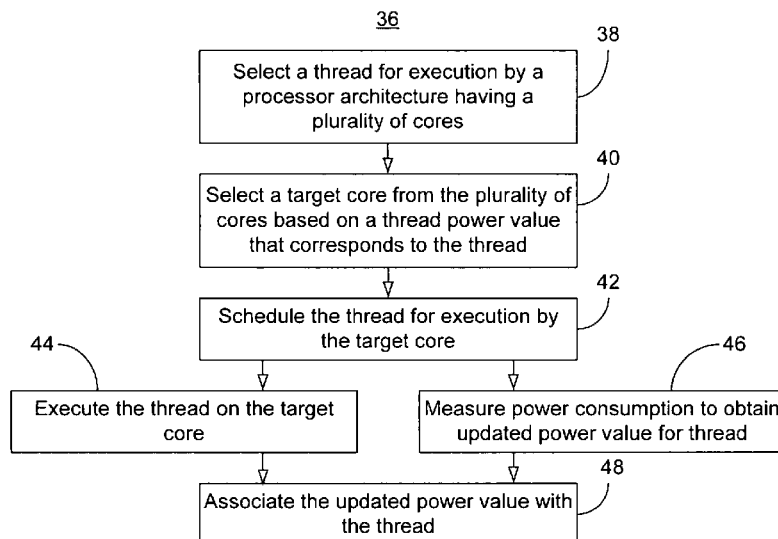 36
38
Select a thread for execution by a
processor architecture having a
plurality of cores
40
Select a target core from the plurality of
cores based on a thread power value
that corresponds to the thread
42
Schedule the thread for execution by
the target core
44
46
Execute the thread on the target
core
Measure power consumption to obtain
updated power value for thread
48
Associate the updated power value with
the thread